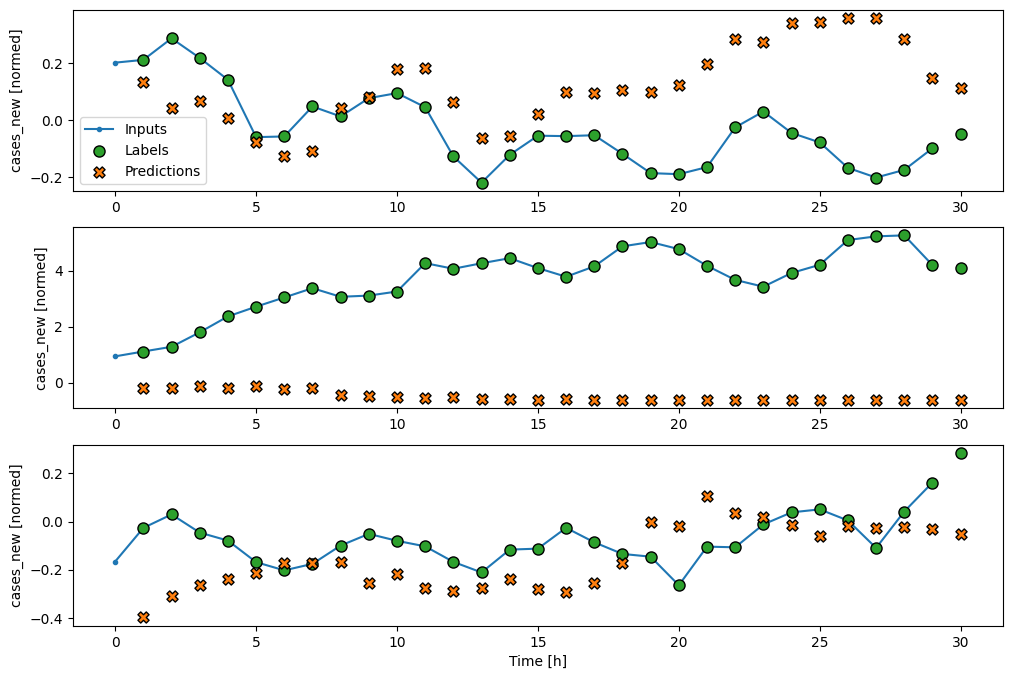 cases_new [normed]
0.2
0.0
−0.2
Inputs
Labels
Predictions
0 5 10 15 20 25 30
cases_new [normed]
4
2
0
0 5 10 15 20 25 30
cases_new [normed]
0.2
0.0
−0.2
−0.4
0 5 10 15 20 25 30
Time [h]